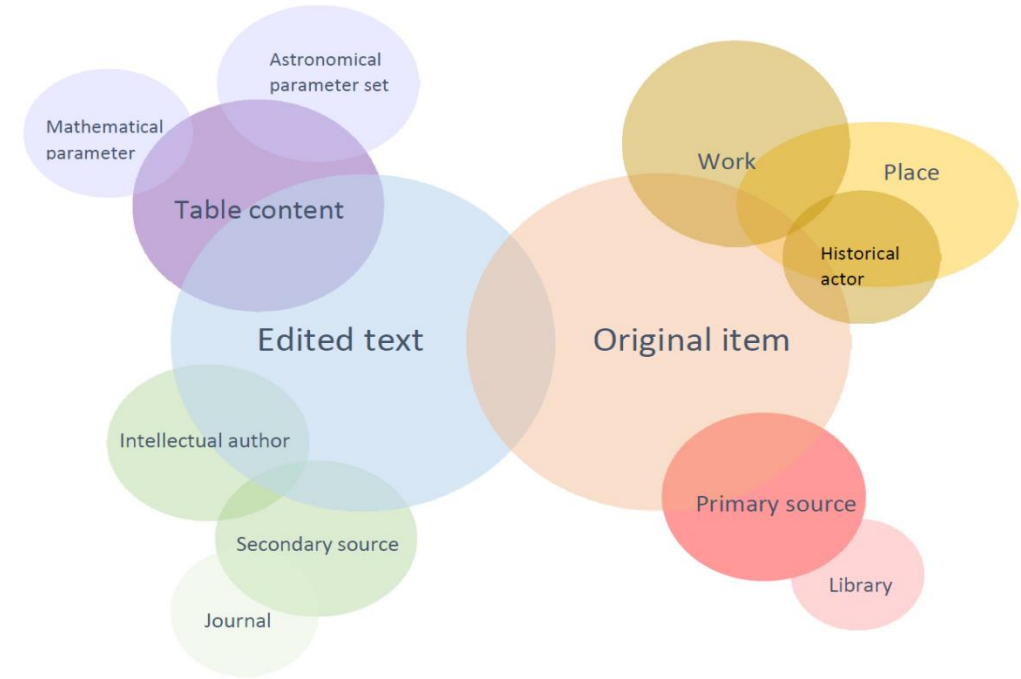 Astronomical
parameter set
Mathematical
parameter
Table content
Work
Place
Historical
actor
Edited text
Original item
Intellectual author
Primary source
Secondary source
Library
Journal